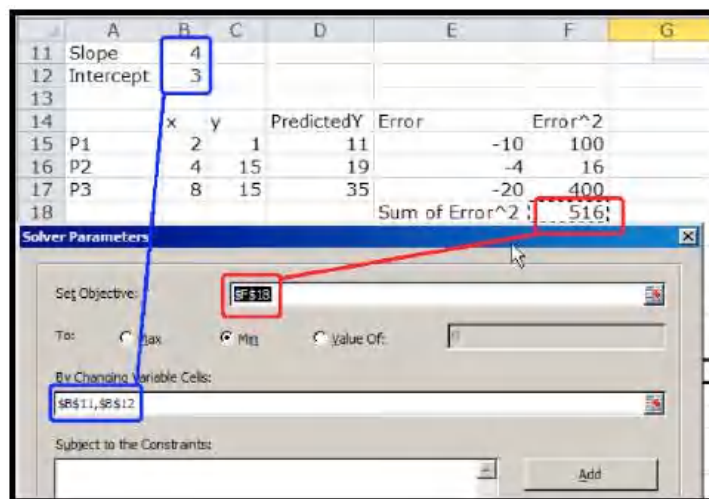 A B C D E F G
11 Slope 4
12 Intercept 3
13
14 x y PredictedY Error Error^2
15 P1 2 1 11 -10 100
16 P2 4 15 19 -4 16
17 P3 8 15 35 -20 400
18 Sum of Error^2 516
Solver Parameters
Set Objective: $F$18
To: Max Min Value Of: 0
By Changing Variable Cells:
$B$11,$B$12
Subject to the Constraints:
Add